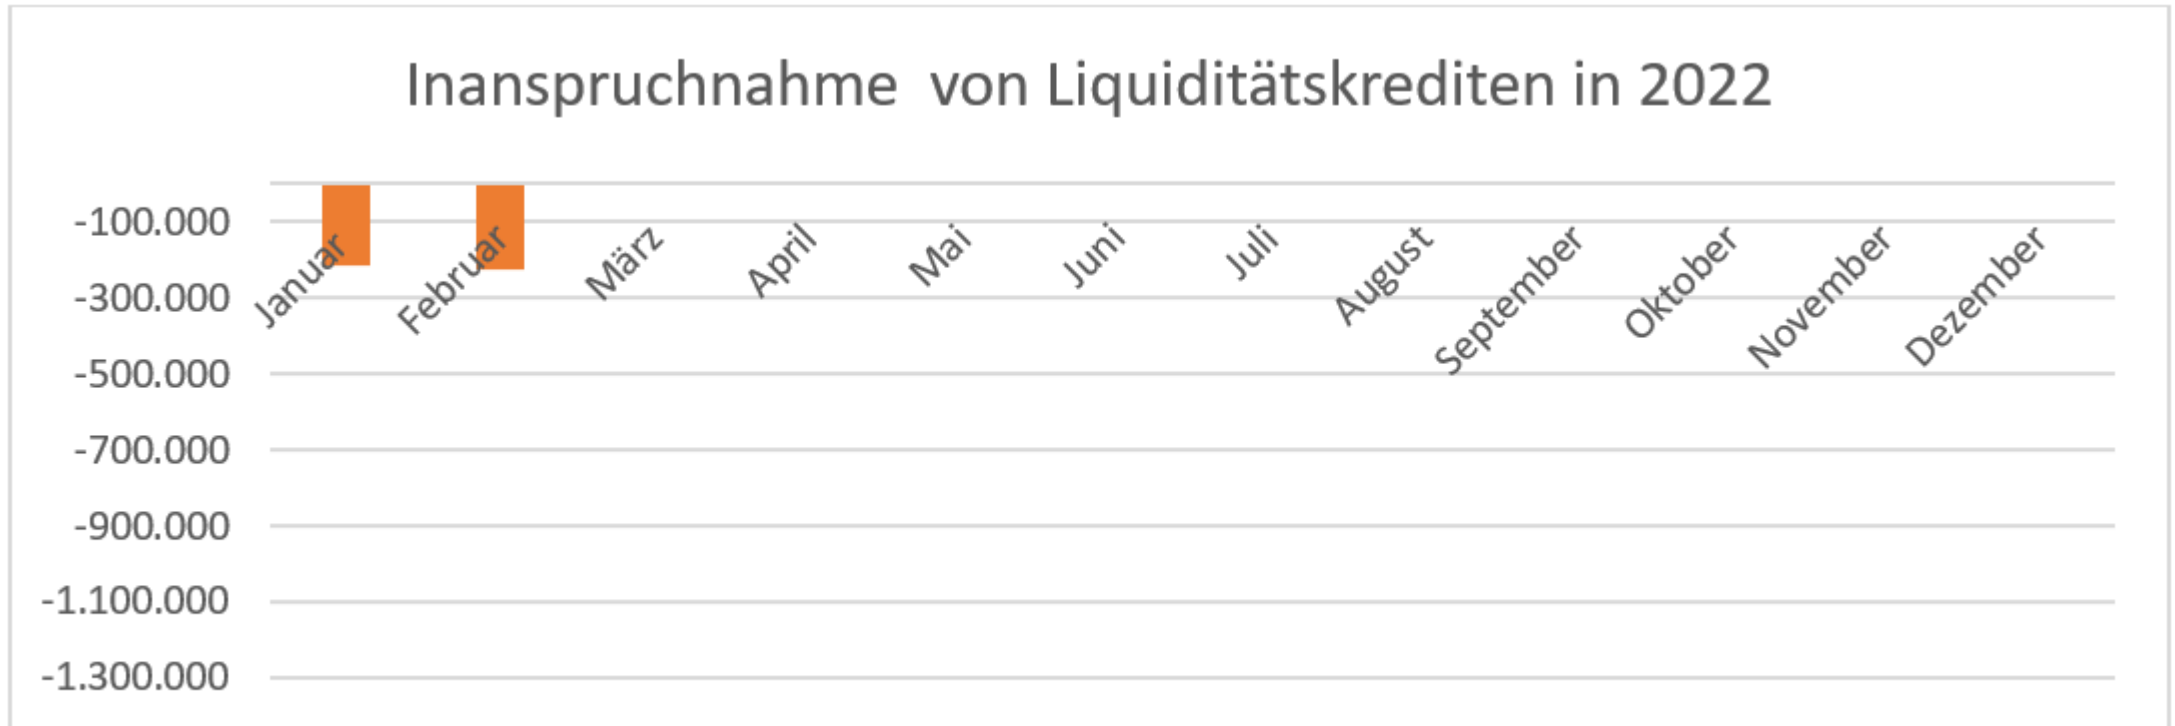 Inanspruchnahme  von Liquiditätskrediten in 2022
-100.000
-300.000
-500.000
-700.000
-900.000
-1.100.000
-1.300.000
Januar
Februar
März
April
Mai
Juni
Juli
August
September
Oktober
November
Dezember